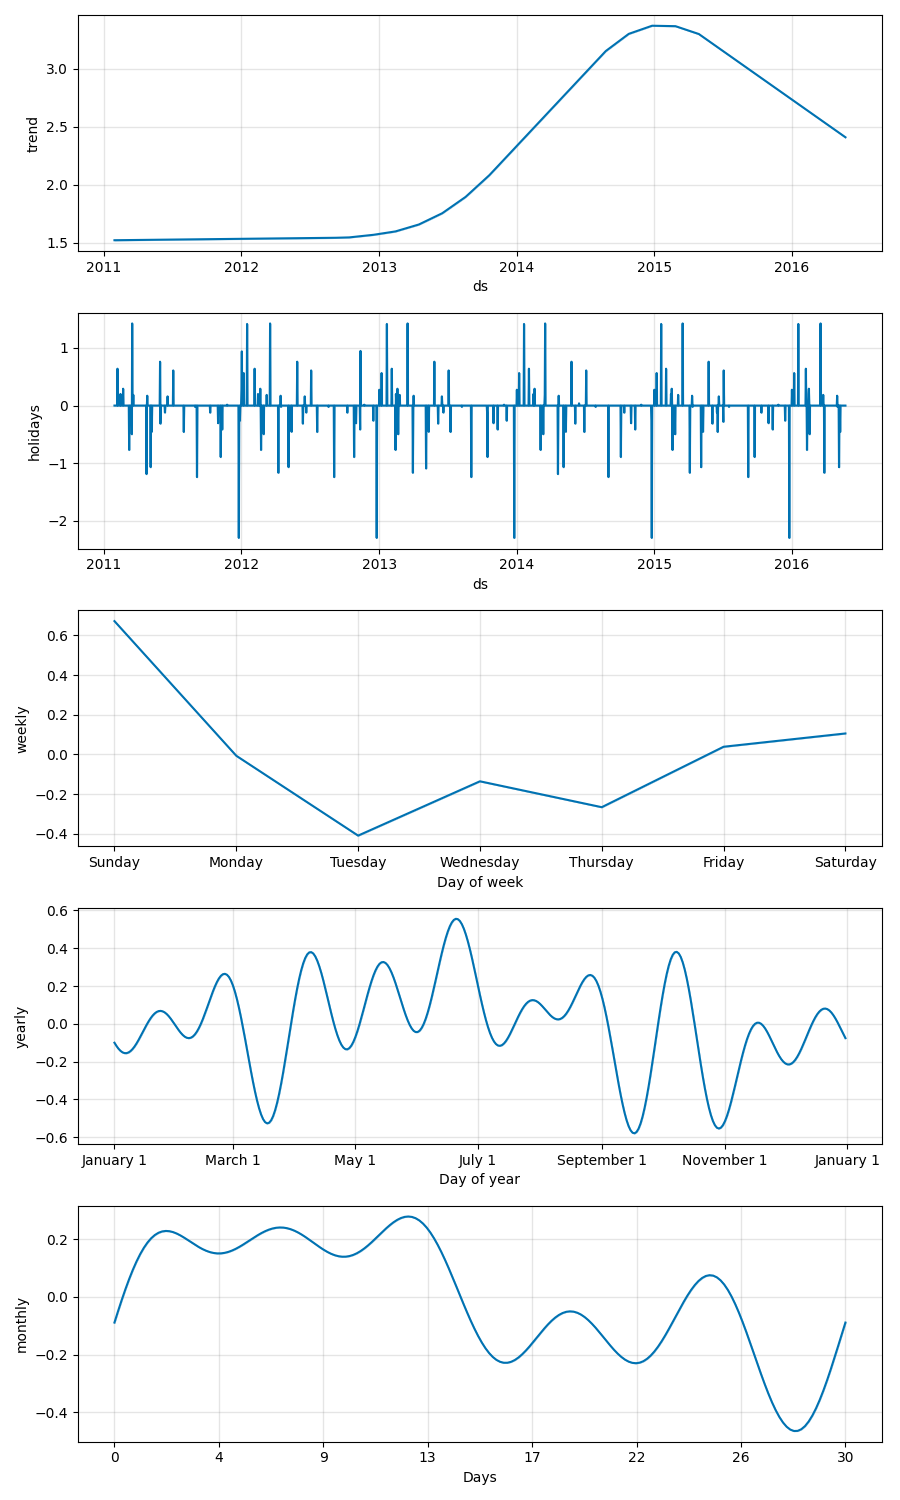 3.0
2.5
2.0
1.5
trend
2011 2012 2013 2014 2015 2016
ds
1
0
−1
−2
holidays
2011 2012 2013 2014 2015 2016
ds
0.6
0.4
0.2
0.0
−0.2
−0.4
weekly
Sunday Monday Tuesday Wednesday Thursday Friday Saturday
Day of week
0.6
0.4
0.2
0.0
−0.2
−0.4
−0.6
yearly
January 1 March 1 May 1 July 1 September 1 November 1 January 1
Day of year
0.2
0.0
−0.2
−0.4
monthly
0 4 9 13 17 22 26 30
Days